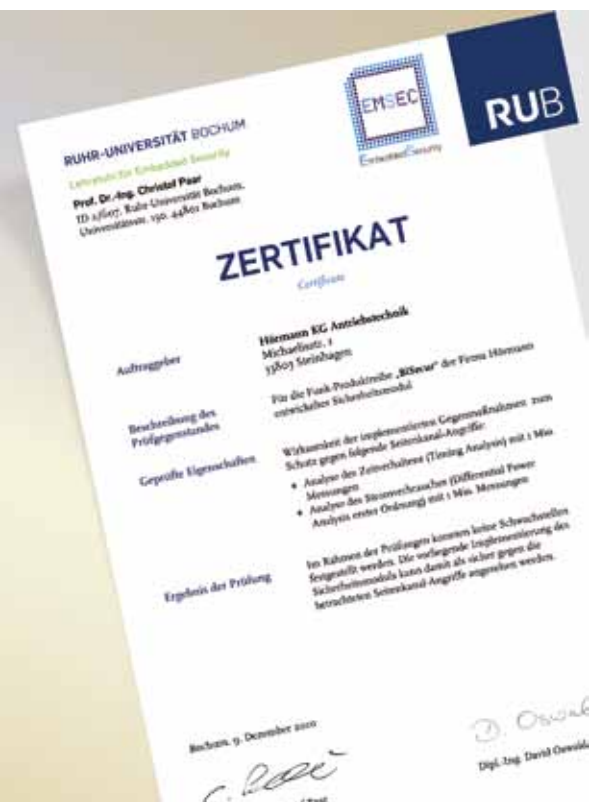 RUHR-UNIVERSITÄT BOCHUM
Lehrstuhl für Embedded Security
Prof. Dr.-Ing. Christof Paar
ID 2/607, Ruhr-Universität Bochum,
Universitätsstr. 150, 44801 Bochum
EMSEC
Embedded Security
RUB
ZERTIFIKAT
Certificate
Auftraggeber
Hörmann KG Antriebstechnik
Michaelisstr. 1
33803 Steinhagen
Beschreibung des
Prüfgegenstandes
Für die Funk-Produktreihe „BiSecur" der Firma Hörmann
entwickeltes Sicherheitsmodul
Geprüfte Eigenschaften
Wirksamkeit der implementierten Gegenmaßnahmen zum
Schutz gegen folgende Seitenkanal-Angriffe:
• Analyse des Zeitverhaltens (Timing Analysis) mit 1 Mio.
Messungen
• Analyse des Stromverbrauches (Differential Power
Analysis erster Ordnung) mit 1 Mio. Messungen
Ergebnis der Prüfung
Im Rahmen der Prüfungen konnten keine Schwachstellen
festgestellt werden. Die vorliegende Implementierung des
Sicherheitsmoduls kann damit als sicher gegen die
betrachteten Seitenkanal-Angriffe angesehen werden.
Bochum, 9. Dezember 2010
D. Oswald
Dipl.-Ing. David Oswald
Paar